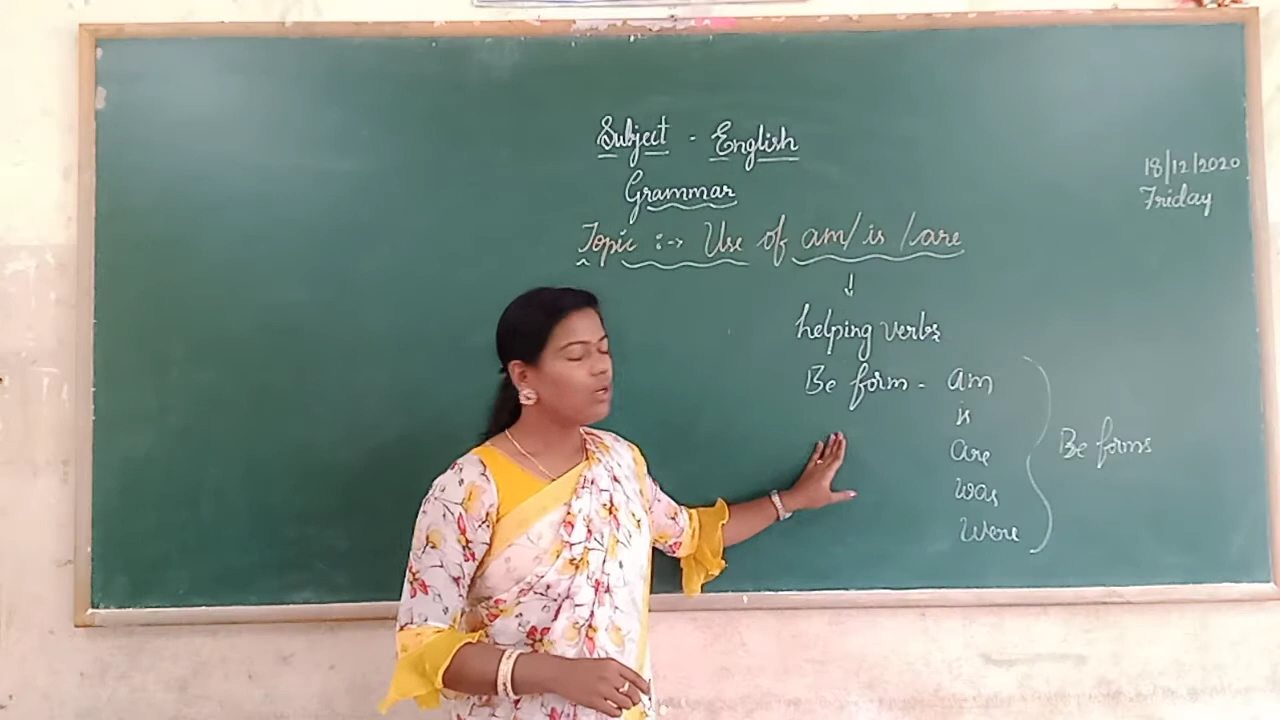 Subject - English
Grammar
18/12/2020
Friday
Topic :-> Use of am/is/are
↓
helping verbs
Be form - am
is
are
was
were
Be forms